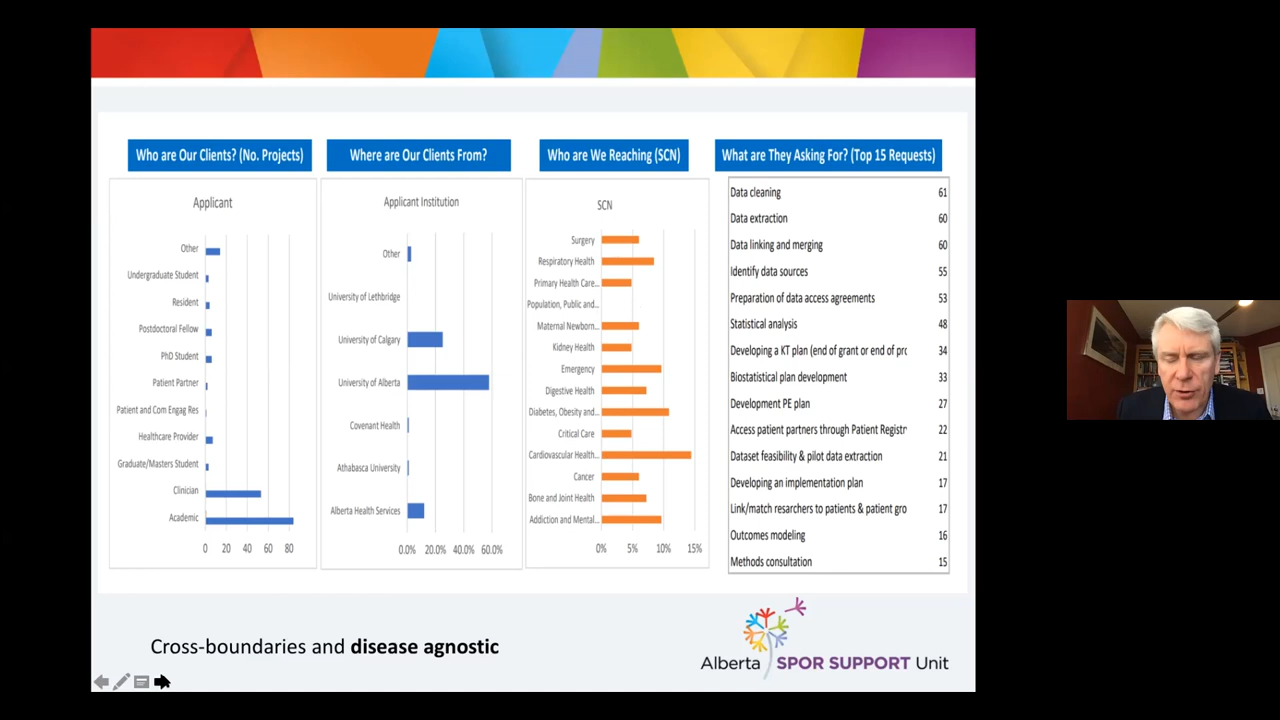 Who are Our Clients? (No. Projects)
Where are Our Clients From?
Who are We Reaching (SCN)
What are They Asking For? (Top 15 Requests)
Applicant
Other
Undergraduate Student
Resident
Postdoctoral Fellow
PhD Student
Patient Partner
Patient and Com Engag Res
Healthcare Provider
Graduate/Masters Student
Clinician
Academic
0 20 40 60 80
Applicant Institution
Other
University of Lethbridge
University of Calgary
University of Alberta
Covenant Health
Athabasca University
Alberta Health Services
0.0% 20.0% 40.0% 60.0%
SCN
Surgery
Respiratory Health
Primary Health Care...
Population, Public and...
Maternal Newborn...
Kidney Health
Emergency
Digestive Health
Diabetes, Obesity and...
Critical Care
Cardiovascular Health...
Cancer
Bone and Joint Health
Addiction and Mental...
0% 5% 10% 15%
Data cleaning 61
Data extraction 60
Data linking and merging 60
Identify data sources 55
Preparation of data access agreements 53
Statistical analysis 48
Developing a KT plan (end of grant or end of prc 34
Biostatistical plan development 33
Development PE plan 27
Access patient partners through Patient Registr 22
Dataset feasibility & pilot data extraction 21
Developing an implementation plan 17
Link/match resarchers to patients & patient gro 17
Outcomes modeling 16
Methods consultation 15
Cross-boundaries and disease agnostic
Alberta SPOR SUPPORT Unit